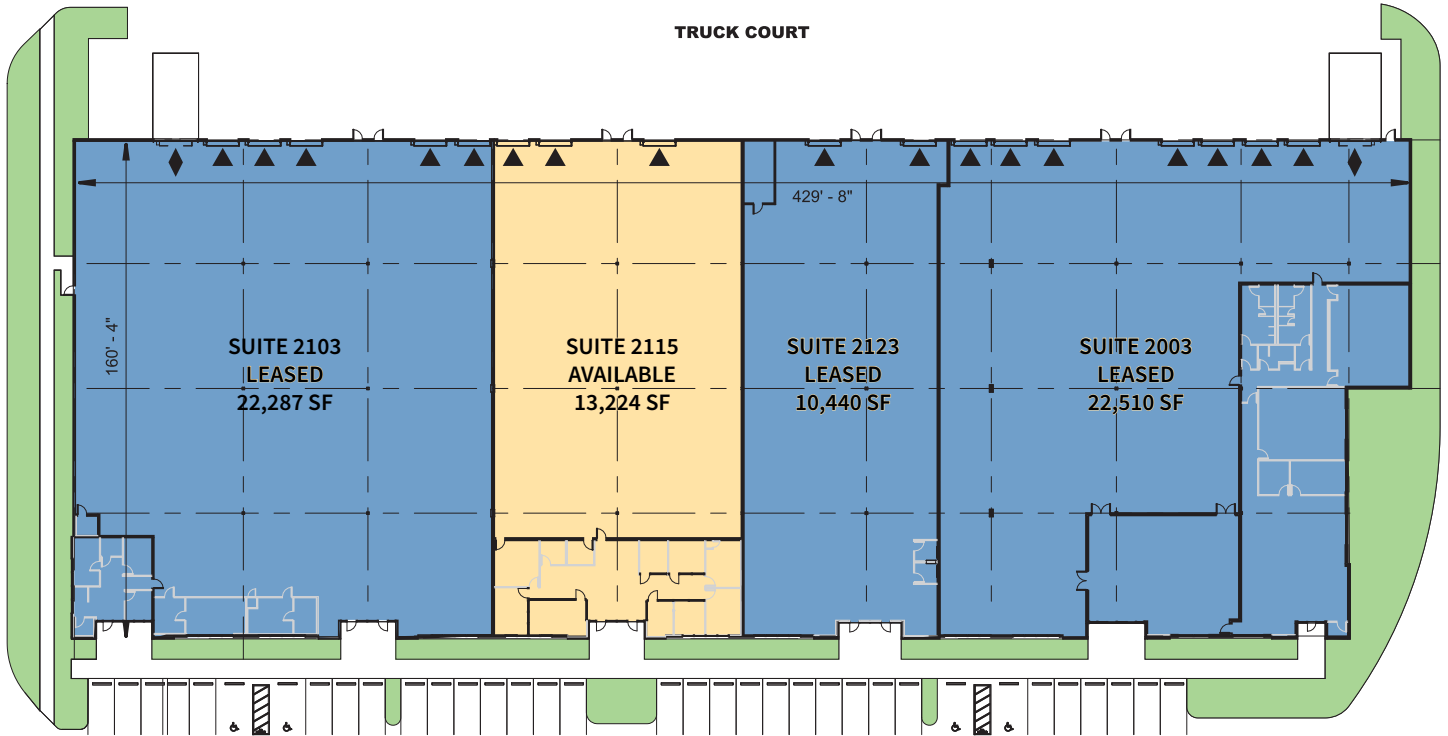 TRUCK COURT
429' - 8"
160' - 4"
SUITE 2103
LEASED
22,287 SF
SUITE 2115
AVAILABLE
13,224 SF
SUITE 2123
LEASED
10,440 SF
SUITE 2003
LEASED
22,510 SF